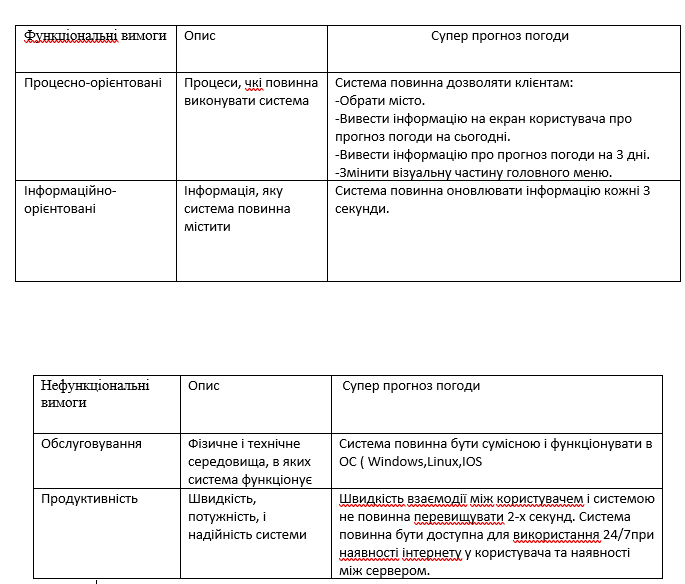 Функціональні вимоги
Опис
Супер прогноз погоди
Процесно-орієнтовані
Процеси, чкі повинна
виконувати система
Система повинна дозволяти клієнтам:
-Обрати місто.
-Вивести інформацію на екран користувача про
прогноз погоди на сьогодні.
-Вивести інформацію про прогноз погоди на 3 дні.
-Змінити візуальну частину головного меню.
Інформаційно-
орієнтовані
Інформація, яку
система повинна
містити
Система повинна оновлювати інформацію кожні 3
секунди.
Нефункціональні
вимоги
Опис
Супер прогноз погоди
Обслуговування
Фізичне і технічне
середовища, в яких
система функціонує
Система повинна бути сумісною і функціонувати в
ОС ( Windows,Linux,IOS
Продуктивність
Швидкість,
потужність, і
надійність системи
Швидкість взаємодії між користувачем і системою
не повинна перевищувати 2-х секунд. Система
повинна бути доступна для використання 24/7при
наявності інтернету у користувача та наявності
між сервером.